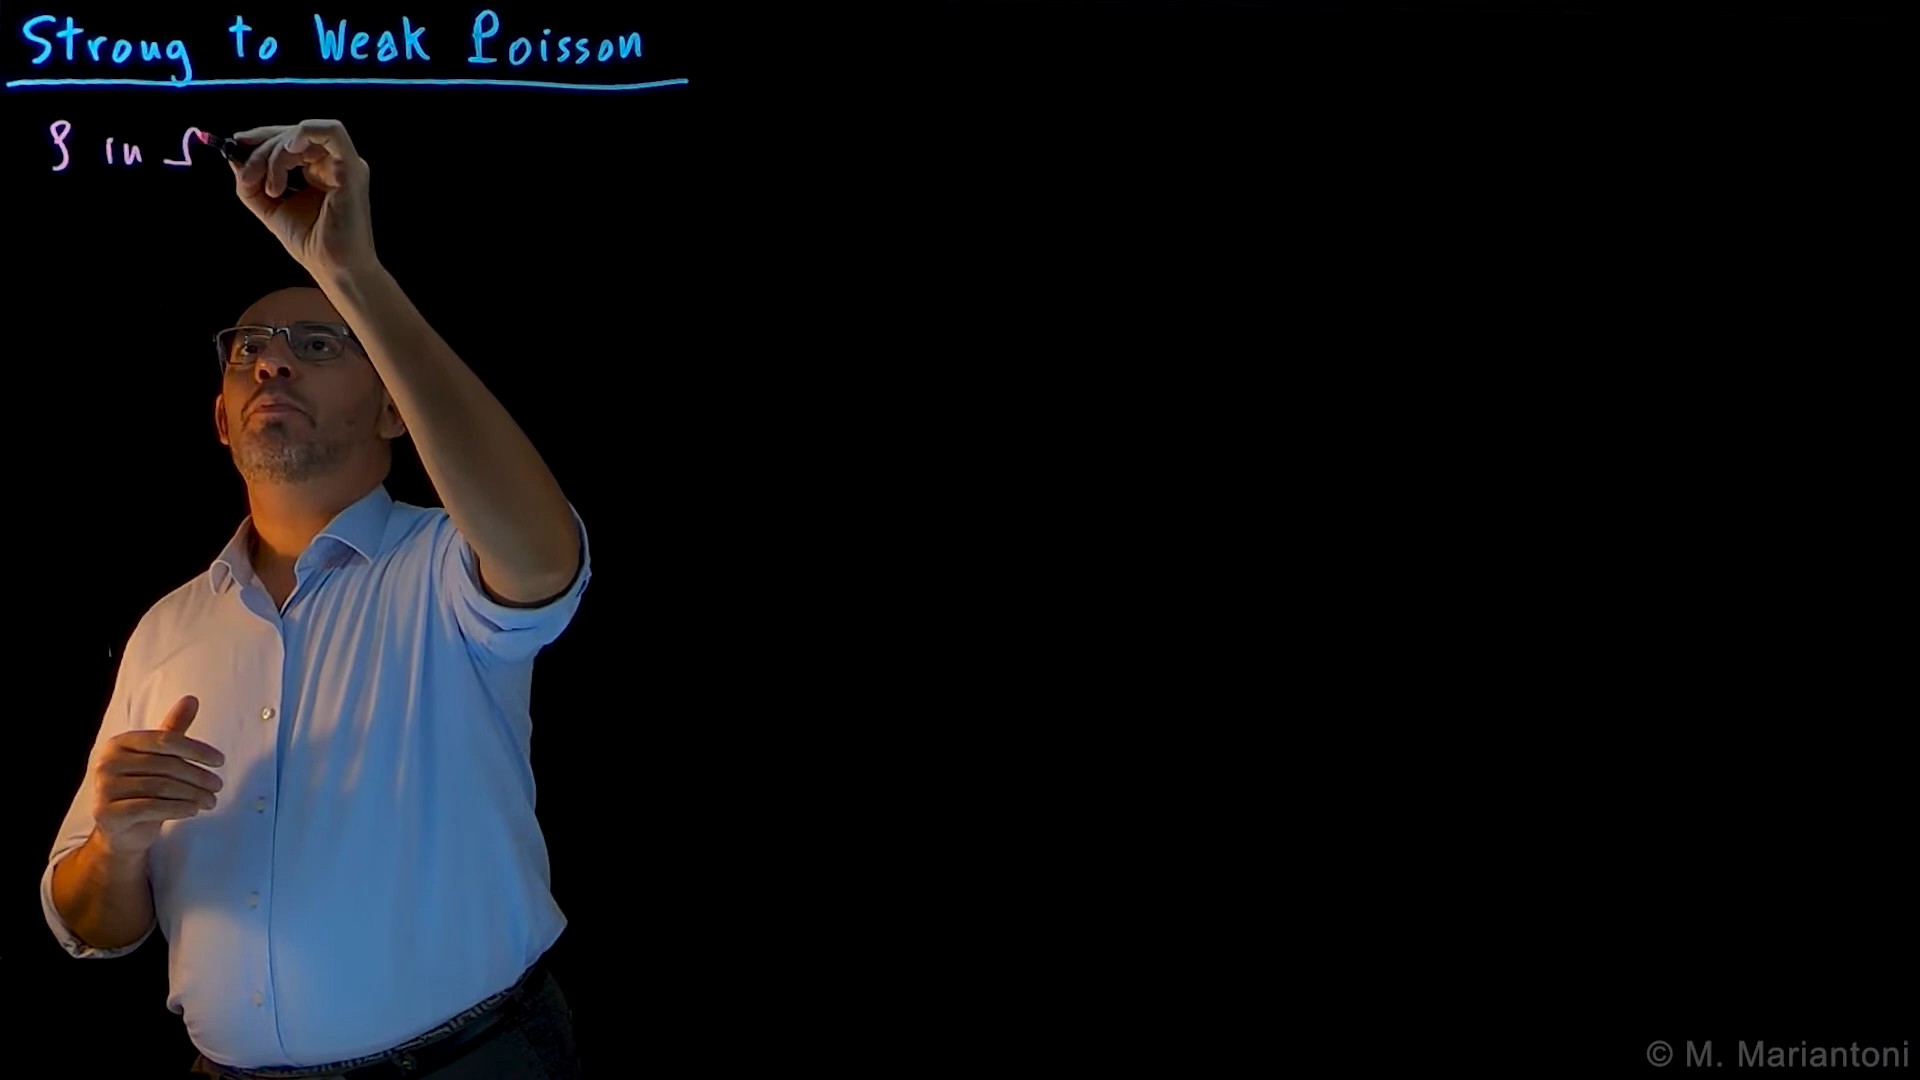 Strong to Weak Poisson
ρ in Ω
© M. Mariantoni